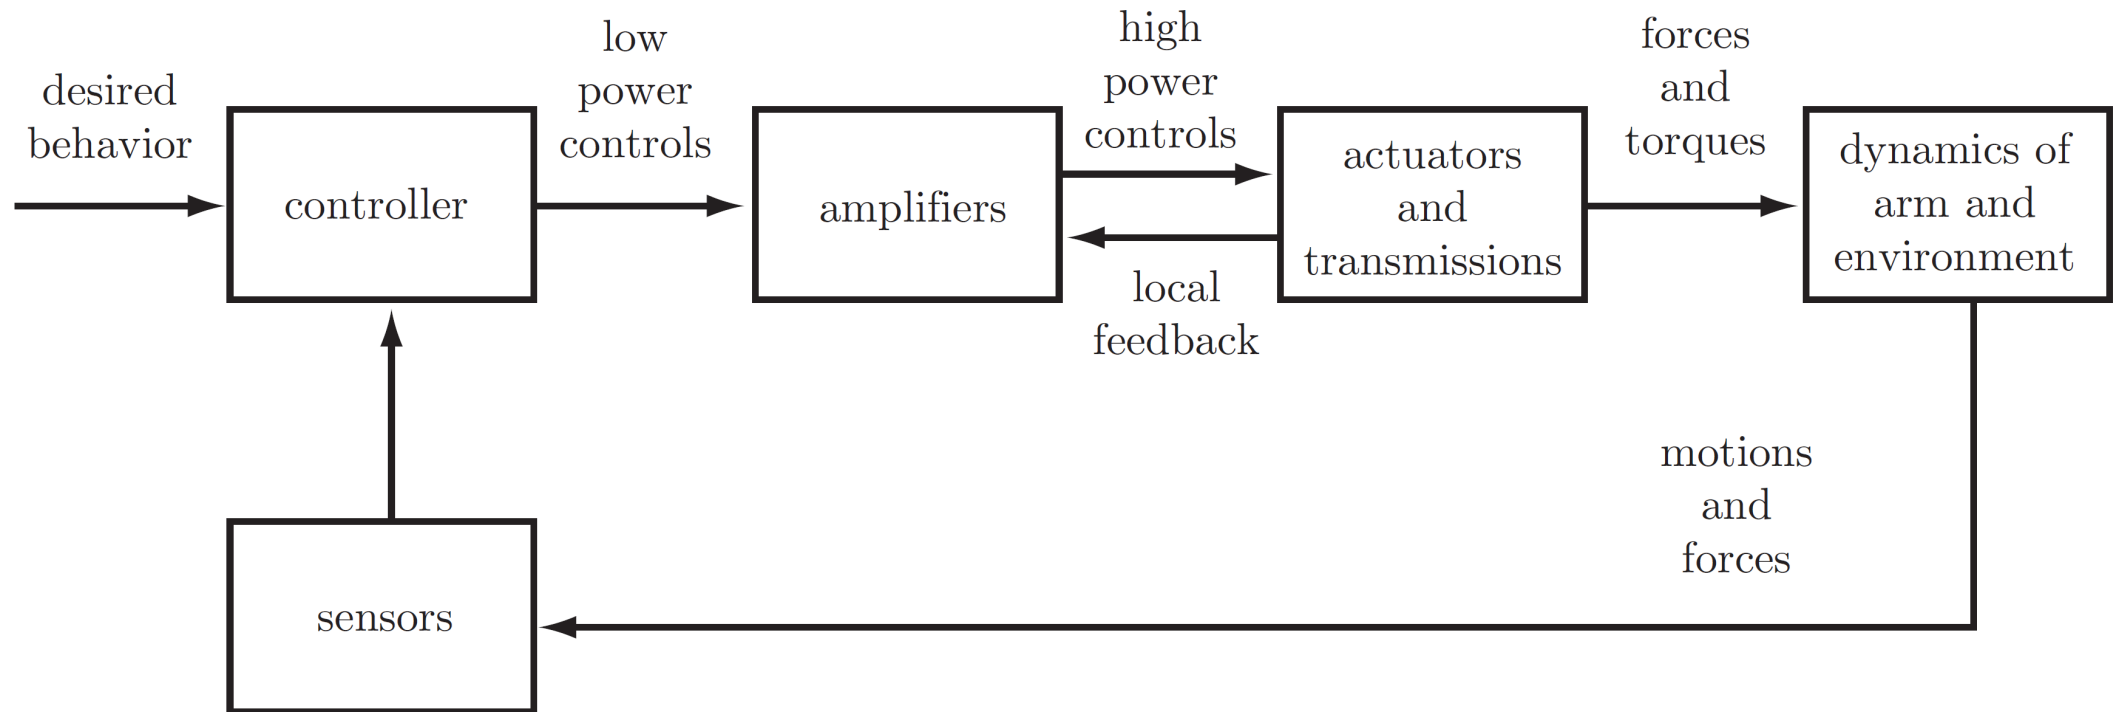 desired
behavior
controller
low
power
controls
amplifiers
high
power
controls
local
feedback
actuators
and
transmissions
forces
and
torques
dynamics of
arm and
environment
motions
and
forces
sensors